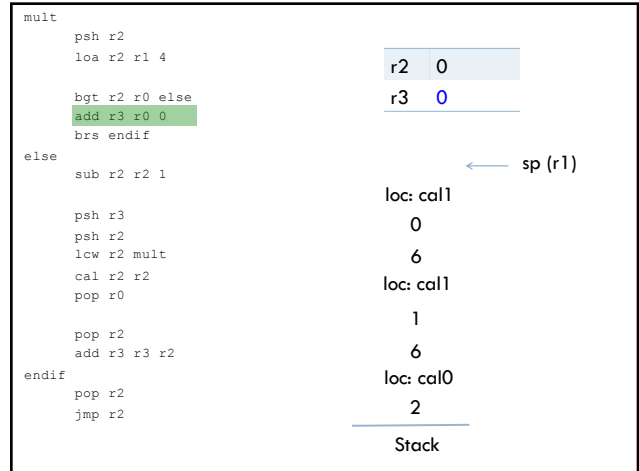 mult
psh r2
loa r2 r1 4
bgt r2 r0 else
add r3 r0 0
brs endif
else
sub r2 r2 1
psh r3
psh r2
lcw r2 mult
cal r2 r2
pop r0
pop r2
add r3 r3 r2
endif
pop r2
jmp r2
r2 0
r3 0
sp (r1)
loc: cal1
0
6
loc: cal1
1
6
loc: cal0
2
Stack